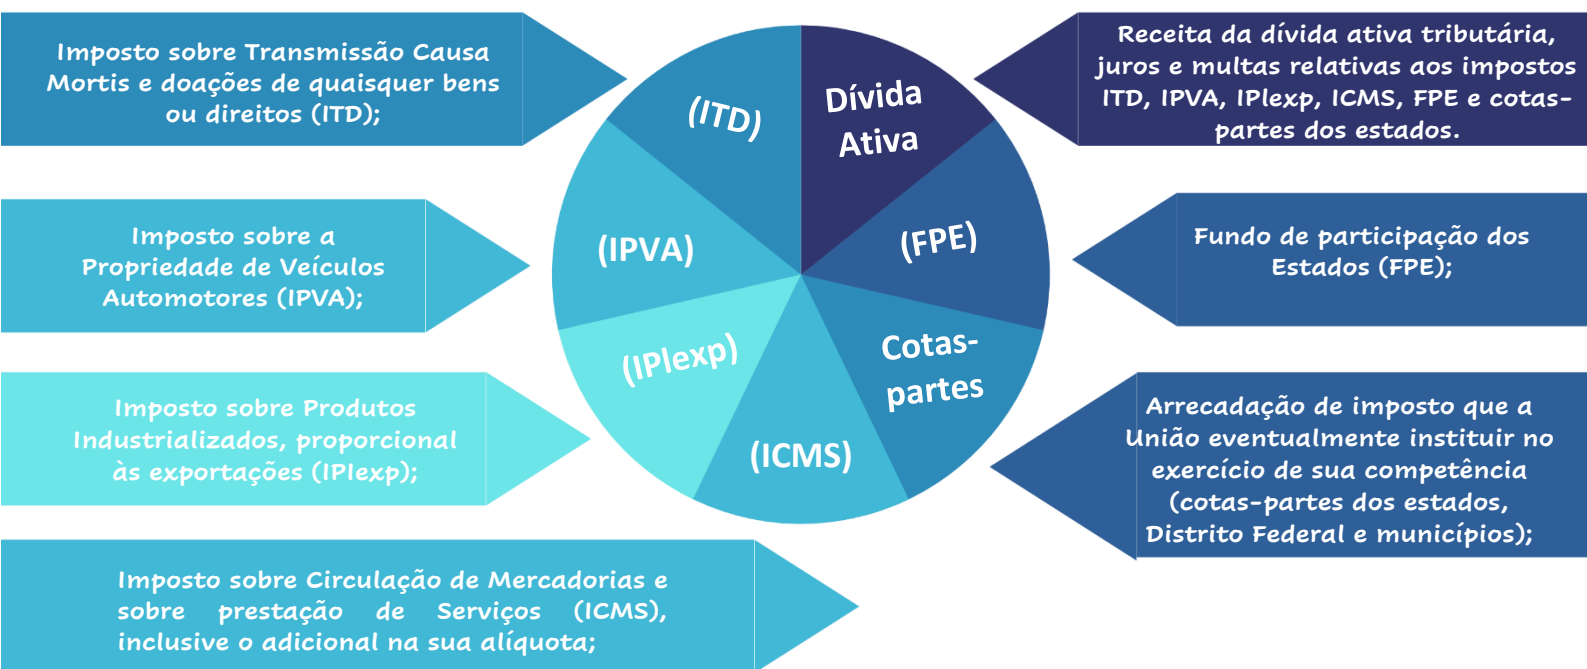 Imposto sobre Transmissão Causa
Mortis e doações de quaisquer bens
ou direitos (ITD);
Imposto sobre a
Propriedade de Veículos
Automotores (IPVA);
Imposto sobre Produtos
Industrializados, proporcional
às exportações (IPIexp);
Imposto sobre Circulação de Mercadorias e
sobre prestação de Serviços (ICMS),
inclusive o adicional na sua alíquota;
(ITD)
Dívida
Ativa
(IPVA)
(FPE)
(IPlexp)
Cotas-
partes
(ICMS)
Receita da dívida ativa tributária,
juros e multas relativas aos impostos
ITD, IPVA, IPlexp, ICMS, FPE e cotas-
partes dos estados.
Fundo de participação dos
Estados (FPE);
Arrecadação de imposto que a
União eventualmente instituir no
exercício de sua competência
(cotas-partes dos estados,
Distrito Federal e municípios);